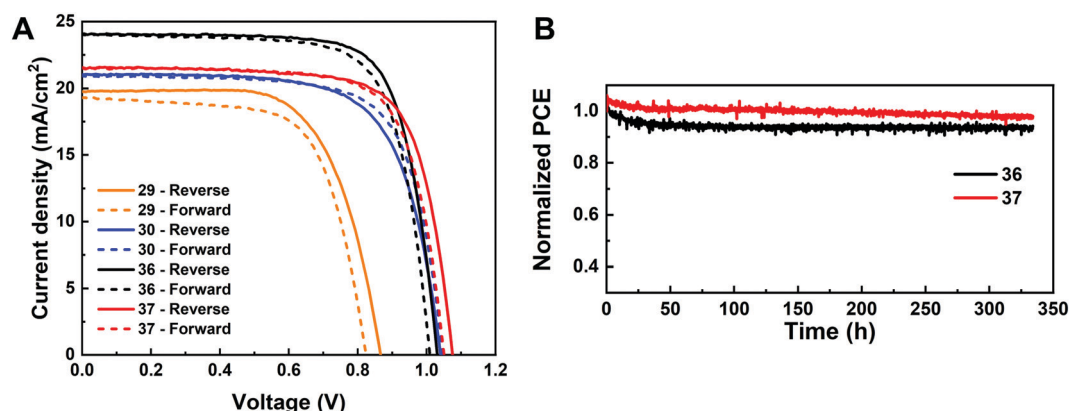 A
Current density (mA/cm²)
25
20
15
10
5
0
29 - Reverse
29 - Forward
30 - Reverse
30 - Forward
36 - Reverse
36 - Forward
37 - Reverse
37 - Forward
0.0 0.2 0.4 0.6 0.8 1.0 1.2
Voltage (V)
B
Normalized PCE
1.0
0.8
0.6
0.4
36
37
0 50 100 150 200 250 300 350
Time (h)